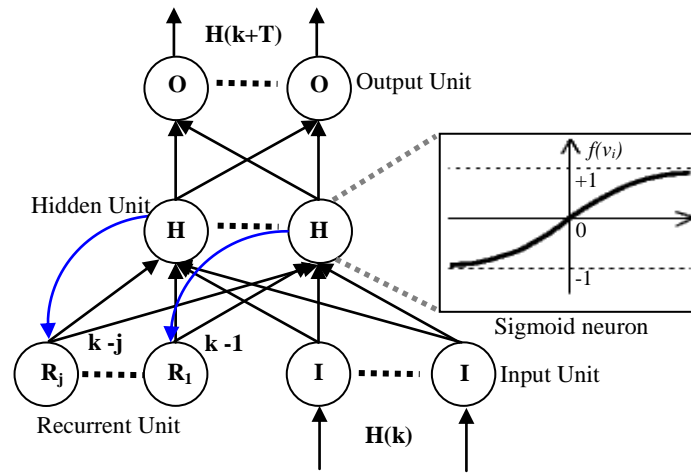 H(k+T)
O O Output Unit
f(vi)
+1
0
-1
Sigmoid neuron
Hidden Unit
H H
k -j k -1
Rj R1 I I Input Unit
Recurrent Unit
H(k)